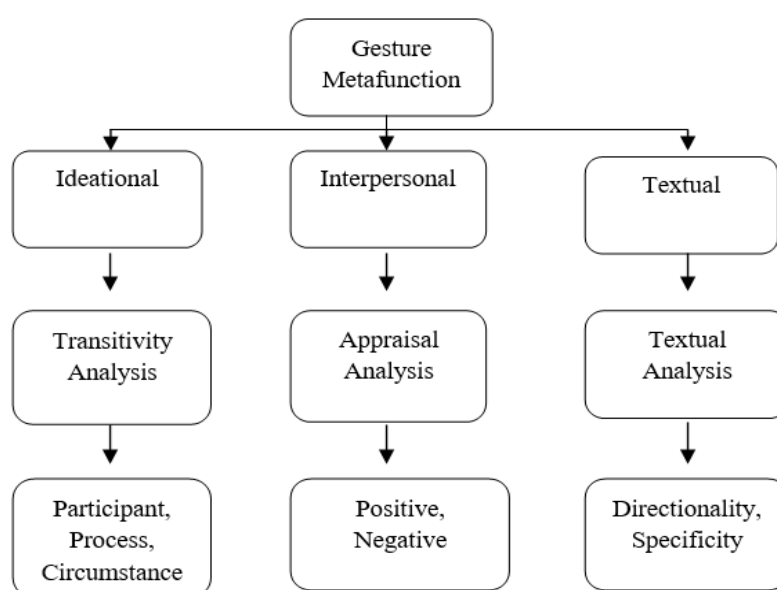 Gesture
Metafunction
Ideational
Interpersonal
Textual
Transitivity
Analysis
Appraisal
Analysis
Textual
Analysis
Participant,
Process,
Circumstance
Positive,
Negative
Directionality,
Specificity